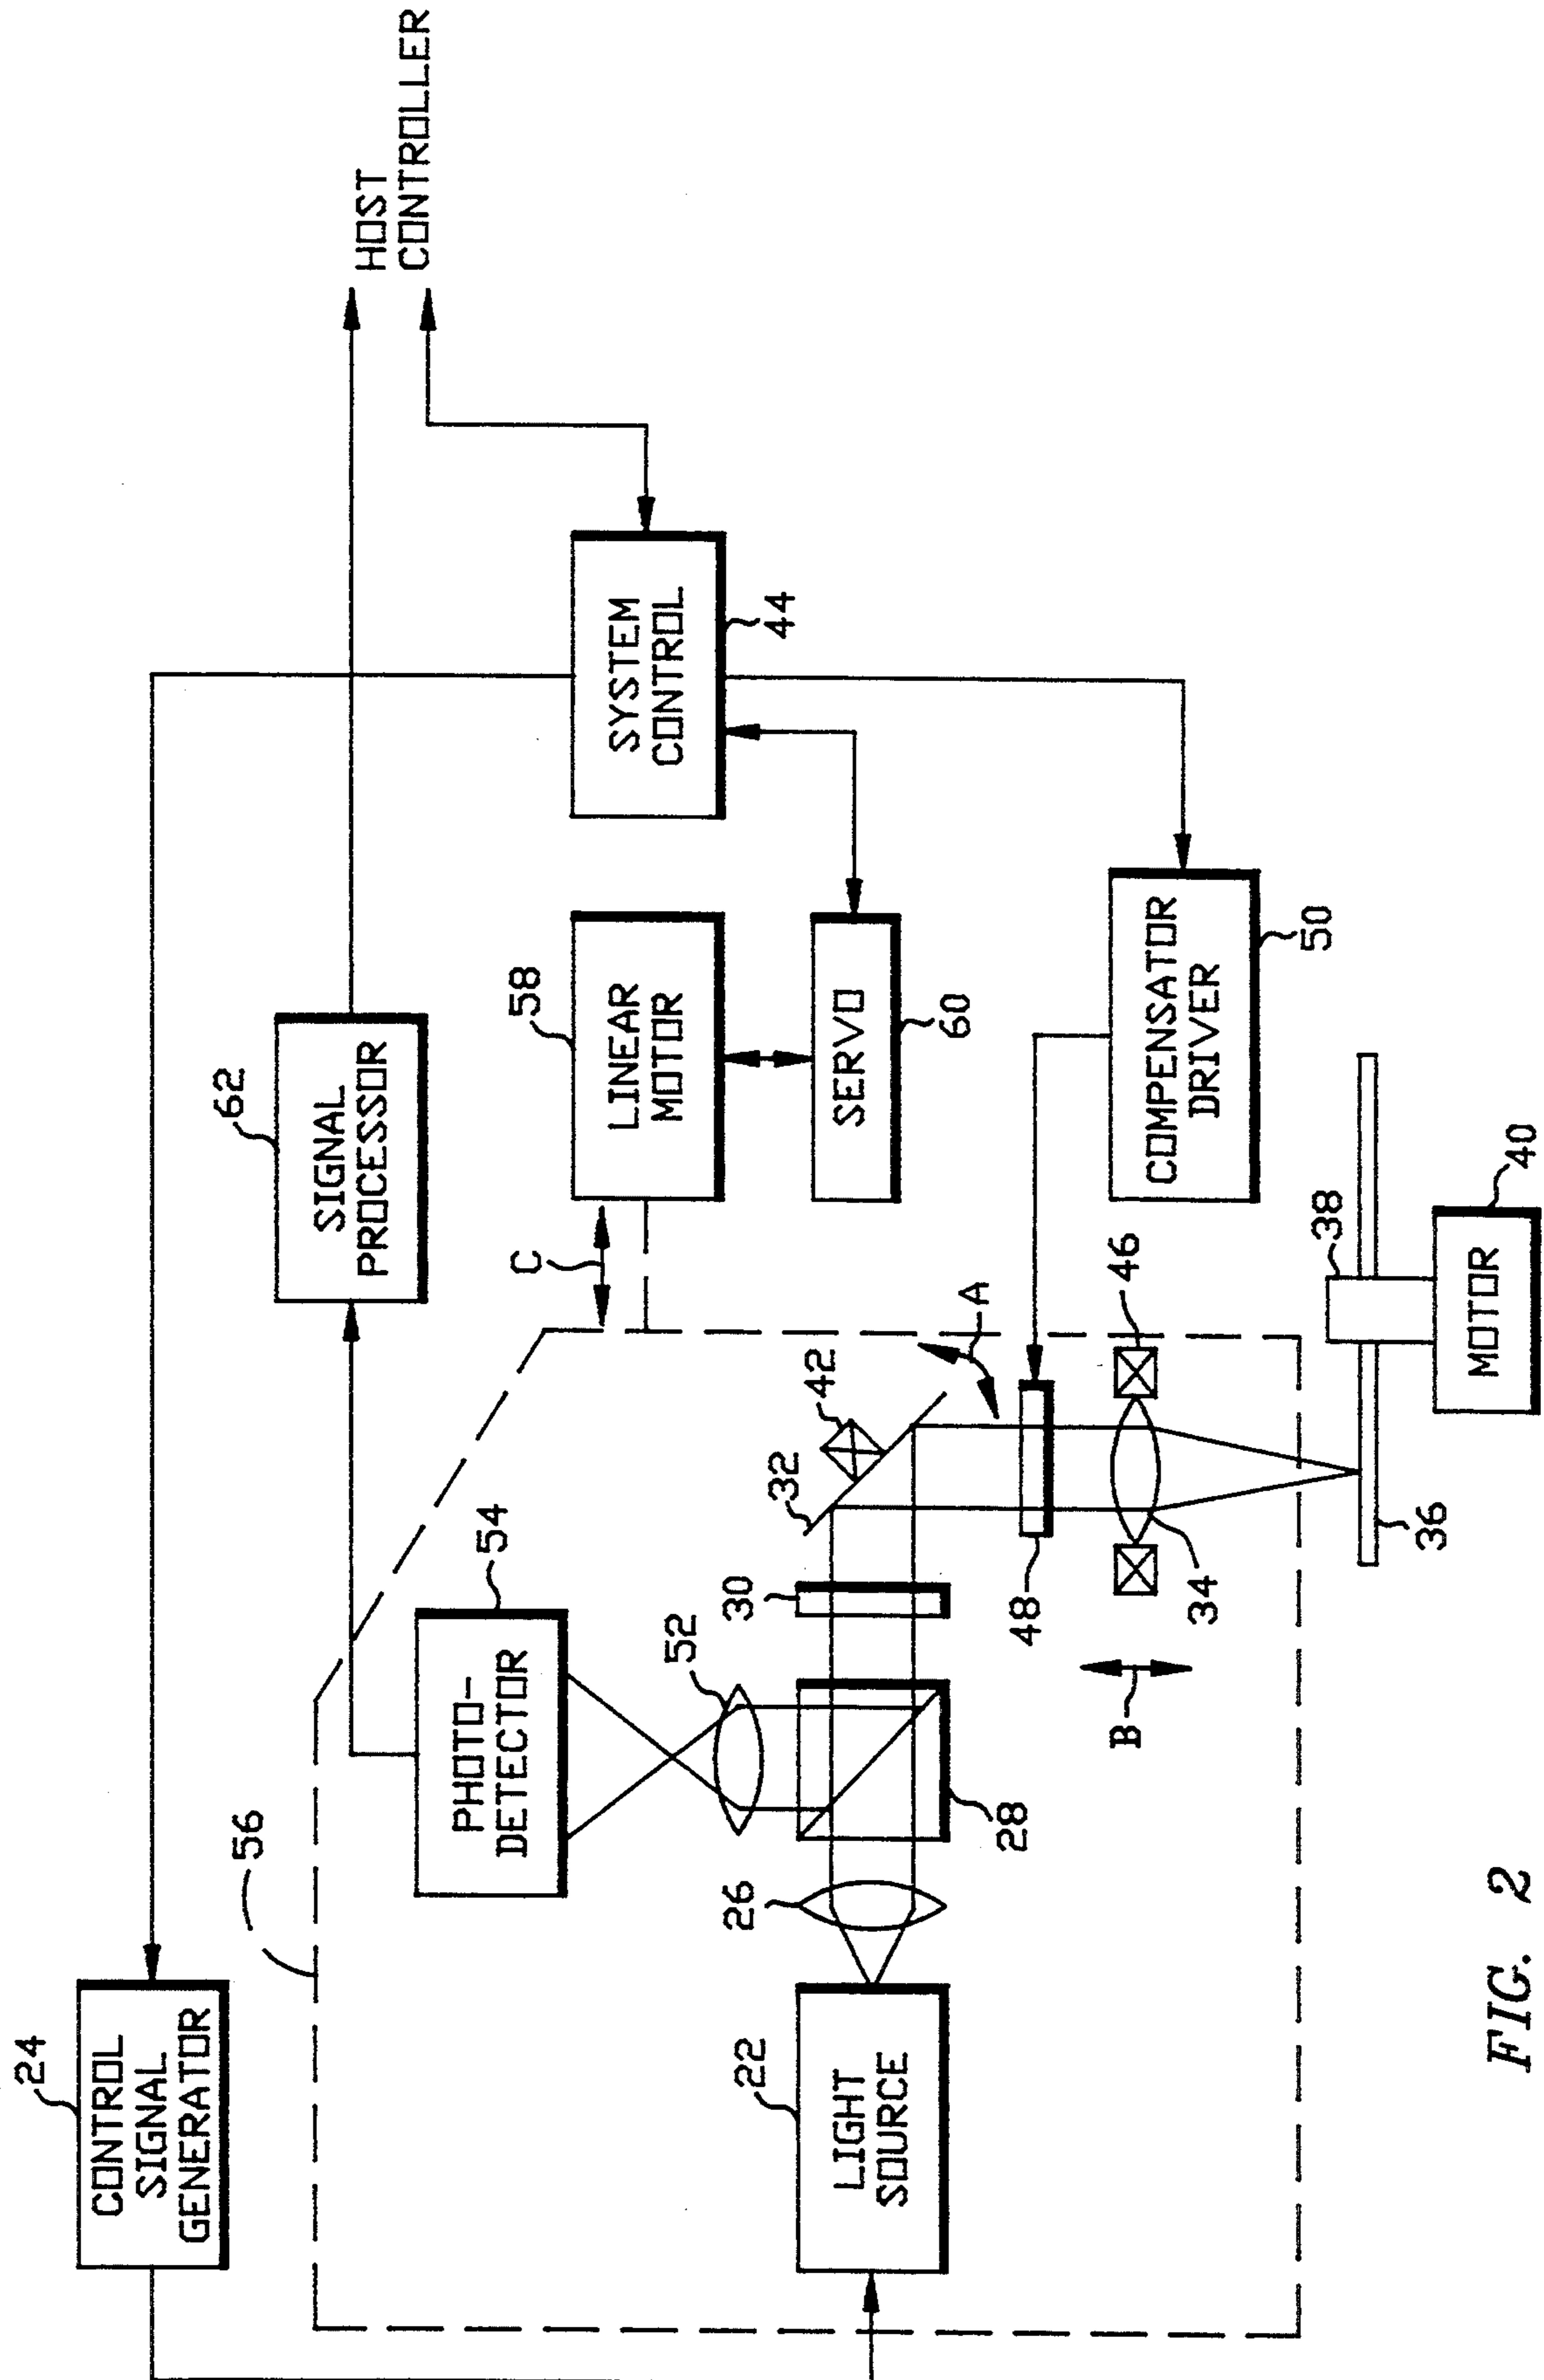 24
CONTROL
SIGNAL
GENERATOR
56
62
SIGNAL
PROCESSOR
HOST
CONTROLLER
54
PHOTO-
DETECTOR
58
LINEAR
MOTOR
C
SYSTEM
CONTROL
44
52
22
LIGHT
SOURCE
26
28
30
32
42
A
SERVO
60
48
B
34
46
COMPENSATOR
DRIVER
50
36
38
MOTOR
40
FIG. 2